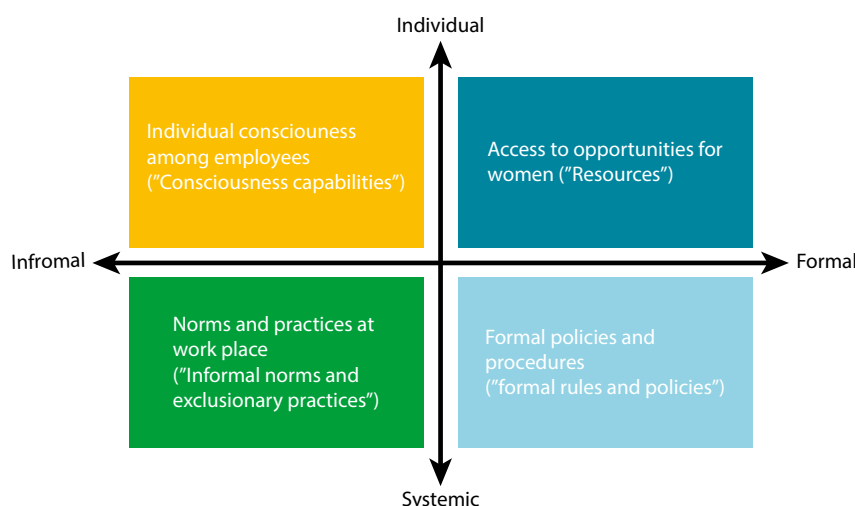 Individual
Individual consciouness
among employees
("Consciousness capabilities")
Access to opportunities for
women ("Resources")
Infromal
Formal
Norms and practices at
work place
("Informal norms and
exclusionary practices")
Formal policies and
procedures
("formal rules and policies")
Systemic